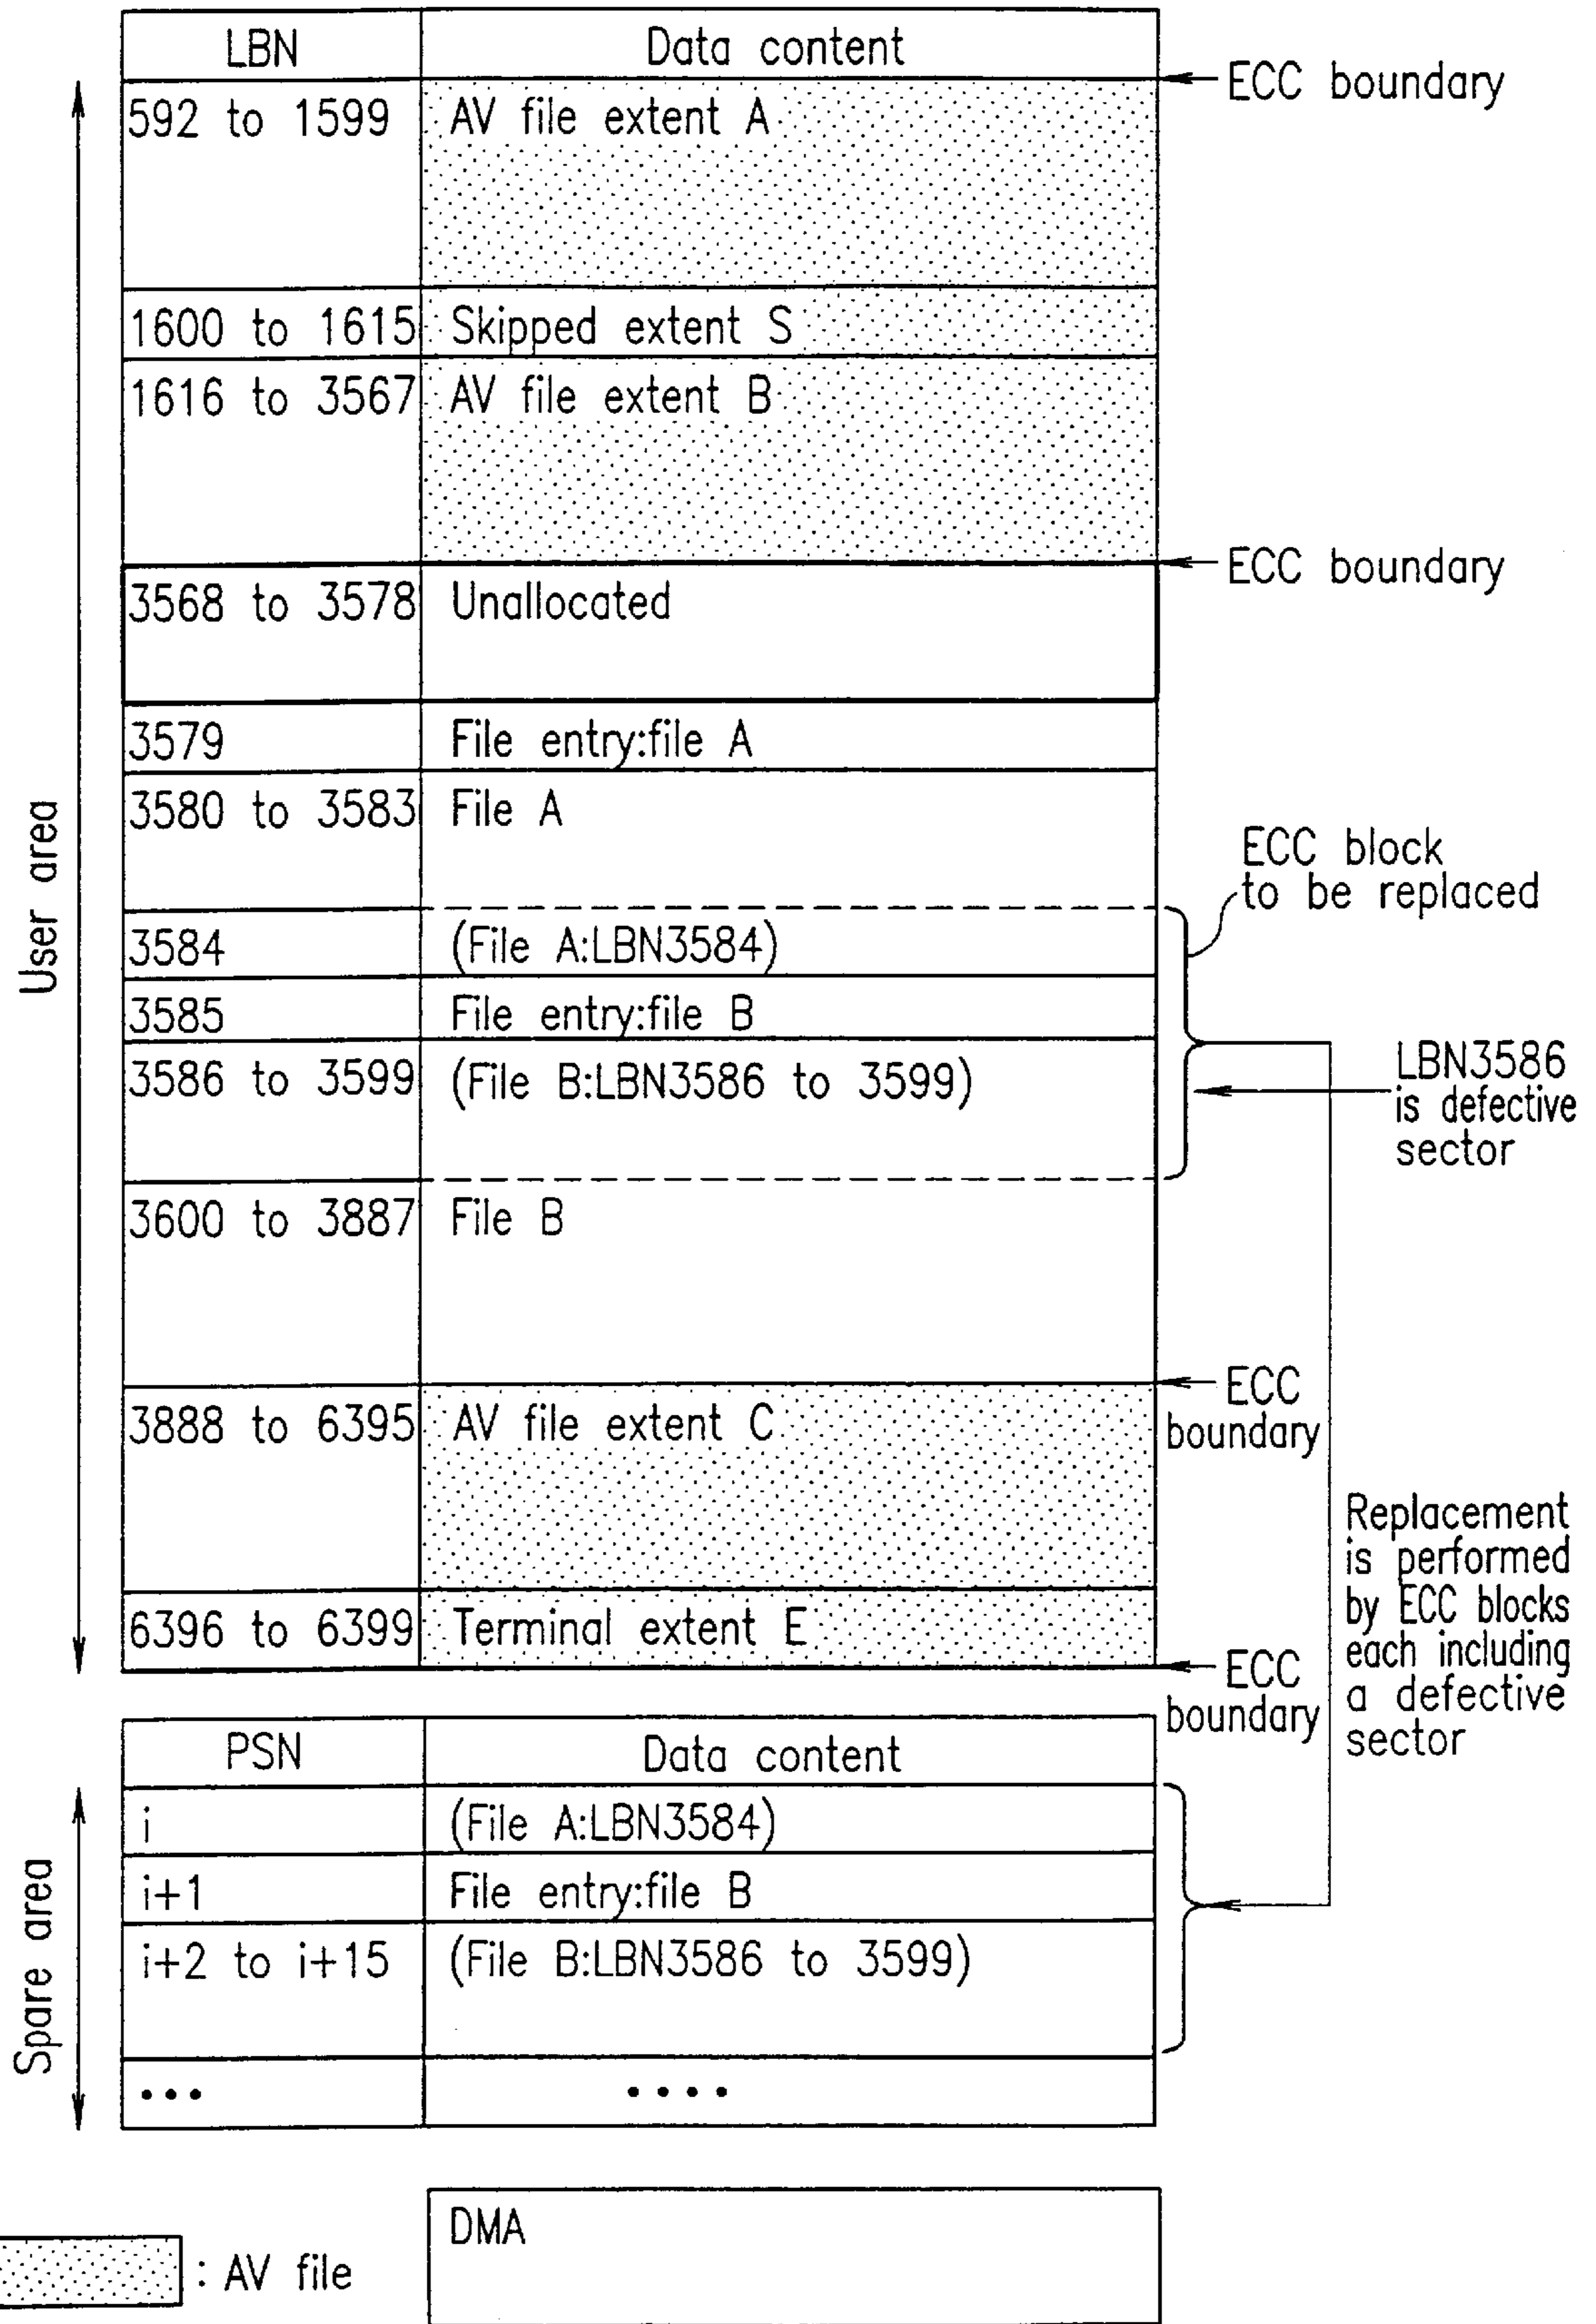 LBN Data content
ECC boundary
592 to 1599 AV file extent A
1600 to 1615 Skipped extent S
1616 to 3567 AV file extent B
ECC boundary
3568 to 3578 Unallocated
3579 File entry:file A
3580 to 3583 File A
User area
ECC block
to be replaced
3584 (File A:LBN3584)
3585 File entry:file B
3586 to 3599 (File B:LBN3586 to 3599)
LBN3586
is defective
sector
3600 to 3887 File B
ECC
boundary
3888 to 6395 AV file extent C
Replacement
is performed
by ECC blocks
each including
a defective
sector
6396 to 6399 Terminal extent E
ECC
boundary
PSN Data content
Spare area
i (File A:LBN3584)
i+1 File entry:file B
i+2 to i+15 (File B:LBN3586 to 3599)
••• ••••
DMA
: AV file